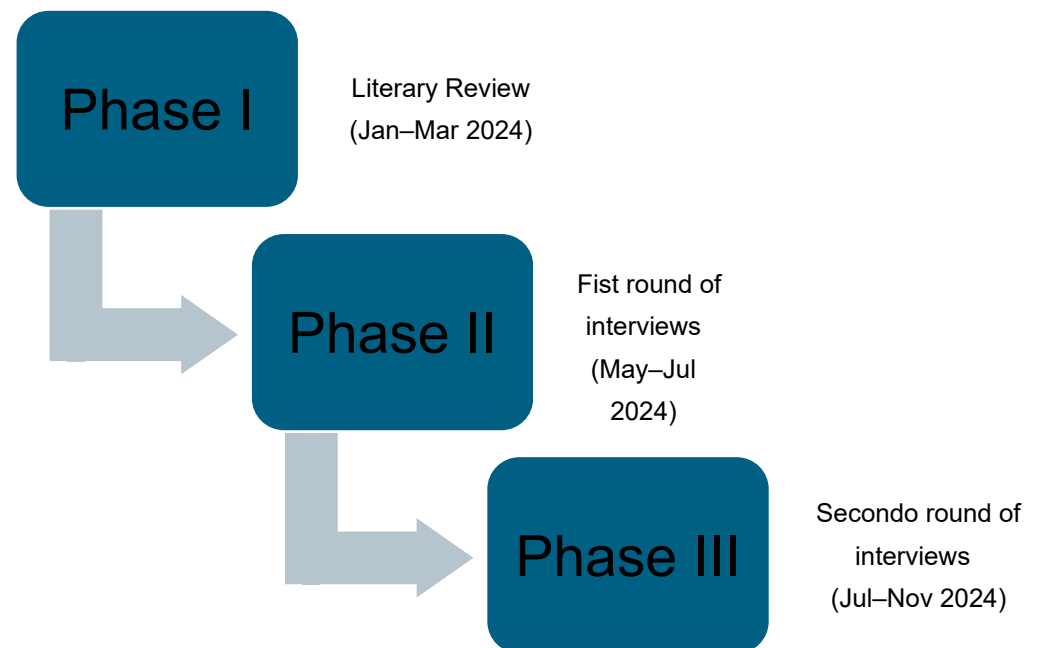 Phase I
Literary Review
(Jan–Mar 2024)
Phase II
Fist round of
interviews
(May–Jul
2024)
Phase III
Secondo round of
interviews
(Jul–Nov 2024)